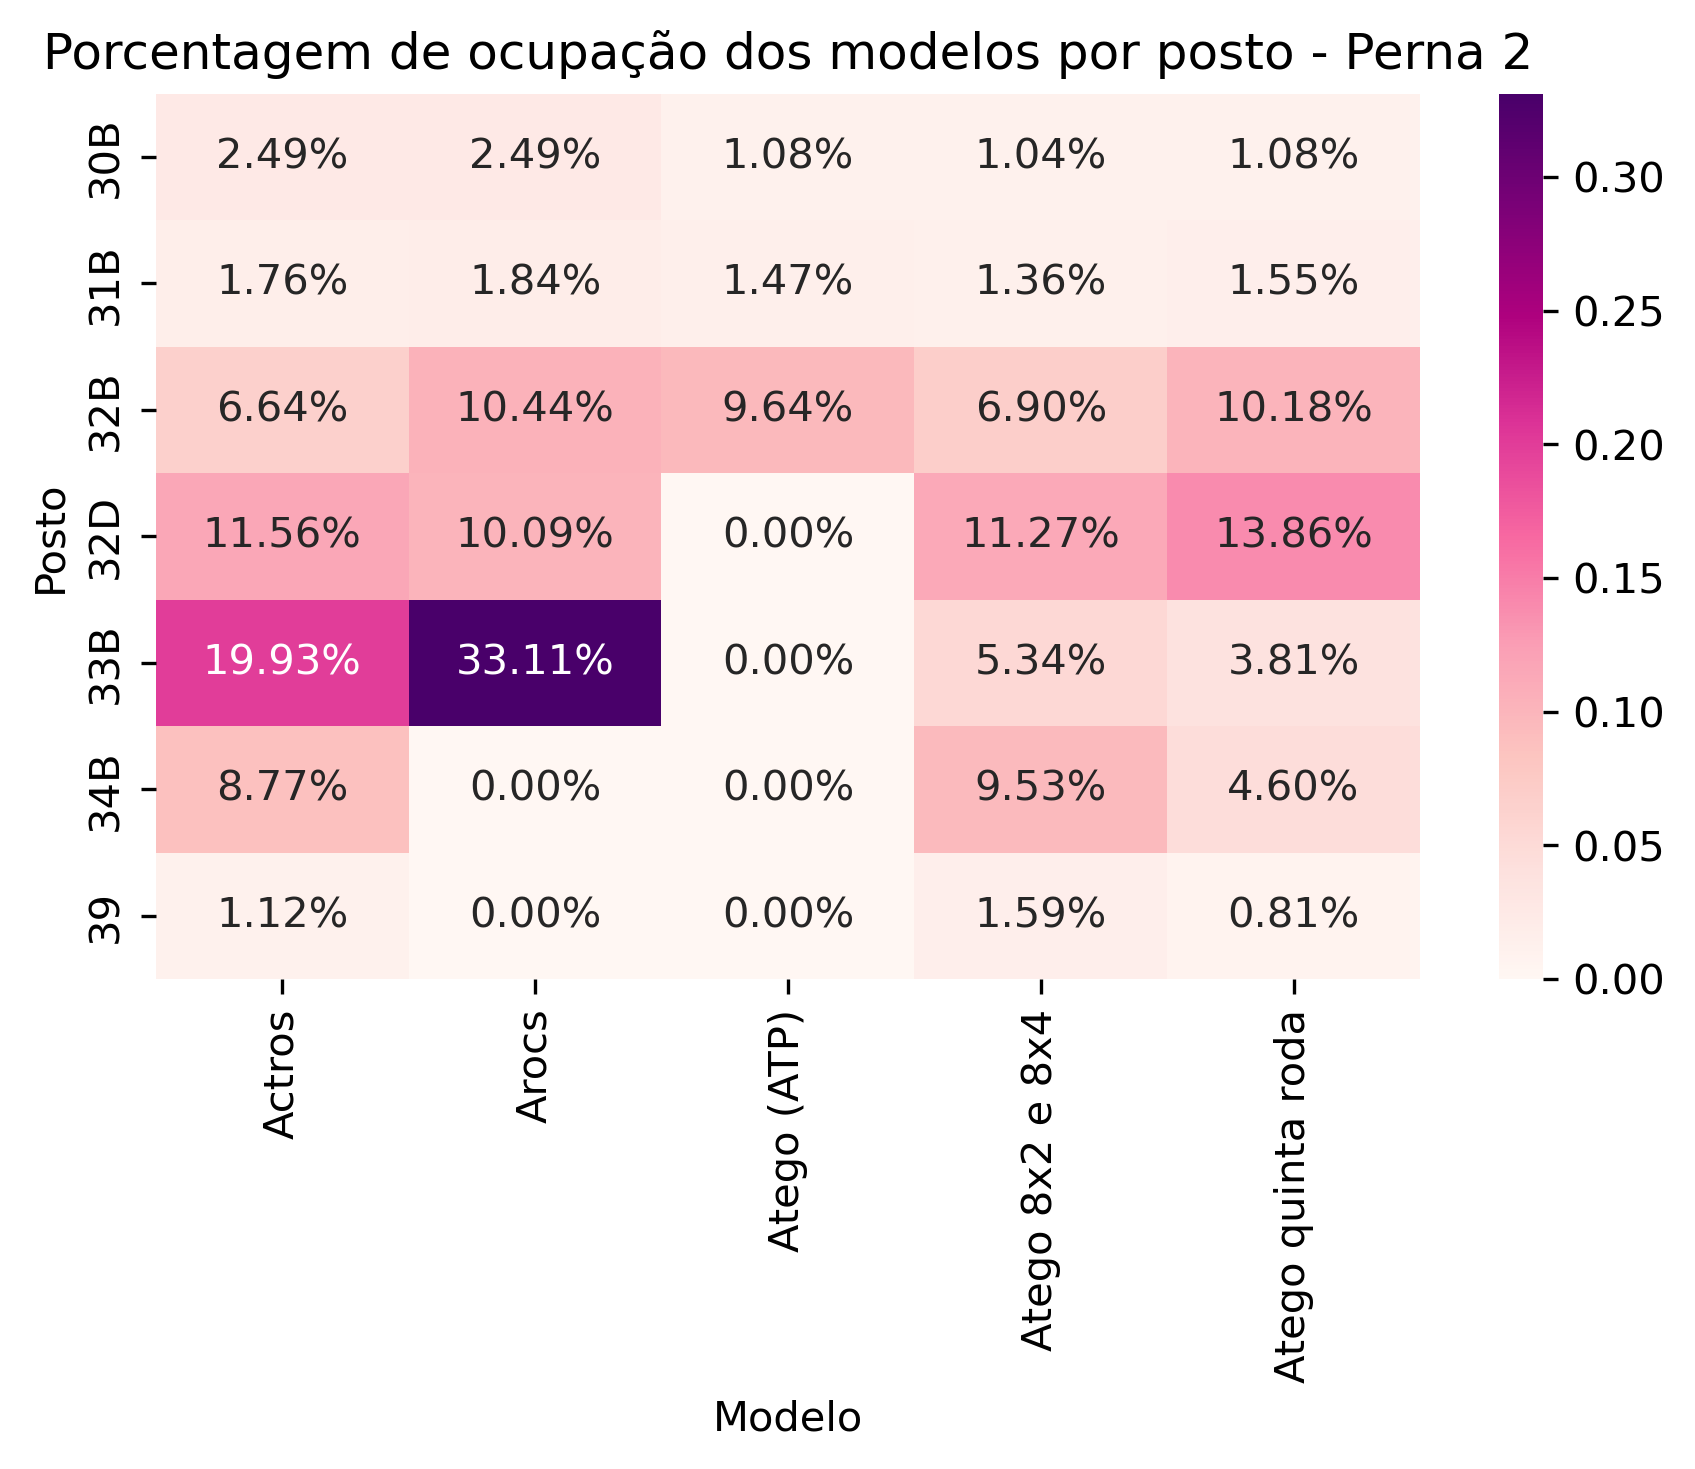 Porcentagem de ocupação dos modelos por posto - Perna 2
Posto
30B 2.49% 2.49% 1.08% 1.04% 1.08%
31B 1.76% 1.84% 1.47% 1.36% 1.55%
32B 6.64% 10.44% 9.64% 6.90% 10.18%
32D 11.56% 10.09% 0.00% 11.27% 13.86%
33B 19.93% 33.11% 0.00% 5.34% 3.81%
34B 8.77% 0.00% 0.00% 9.53% 4.60%
39 1.12% 0.00% 0.00% 1.59% 0.81%
Actros
Arocs
Atego (ATP)
Atego 8x2 e 8x4
Atego quinta roda
Modelo
0.30
0.25
0.20
0.15
0.10
0.05
0.00